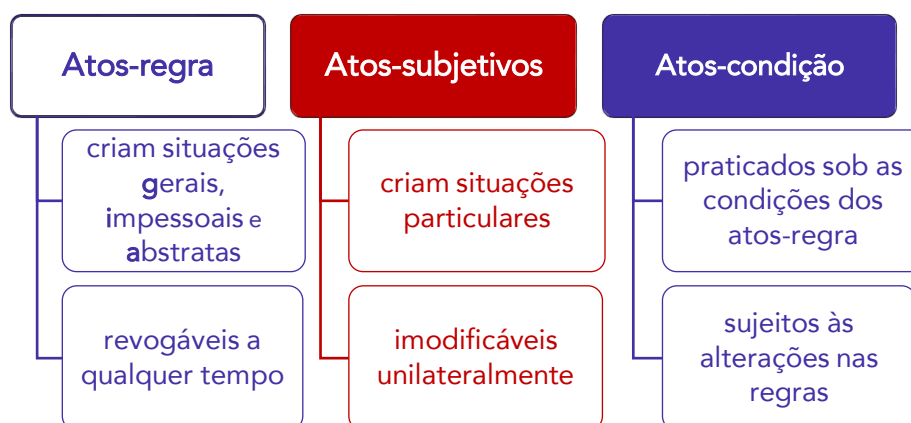 Atos-regra
criam situações
gerais,
impessoais e
abstratas
revogáveis a
qualquer tempo
Atos-subjetivos
criam situações
particulares
imodificáveis
unilateralmente
Atos-condição
praticados sob as
condições dos
atos-regra
sujeitos às
alterações nas
regras